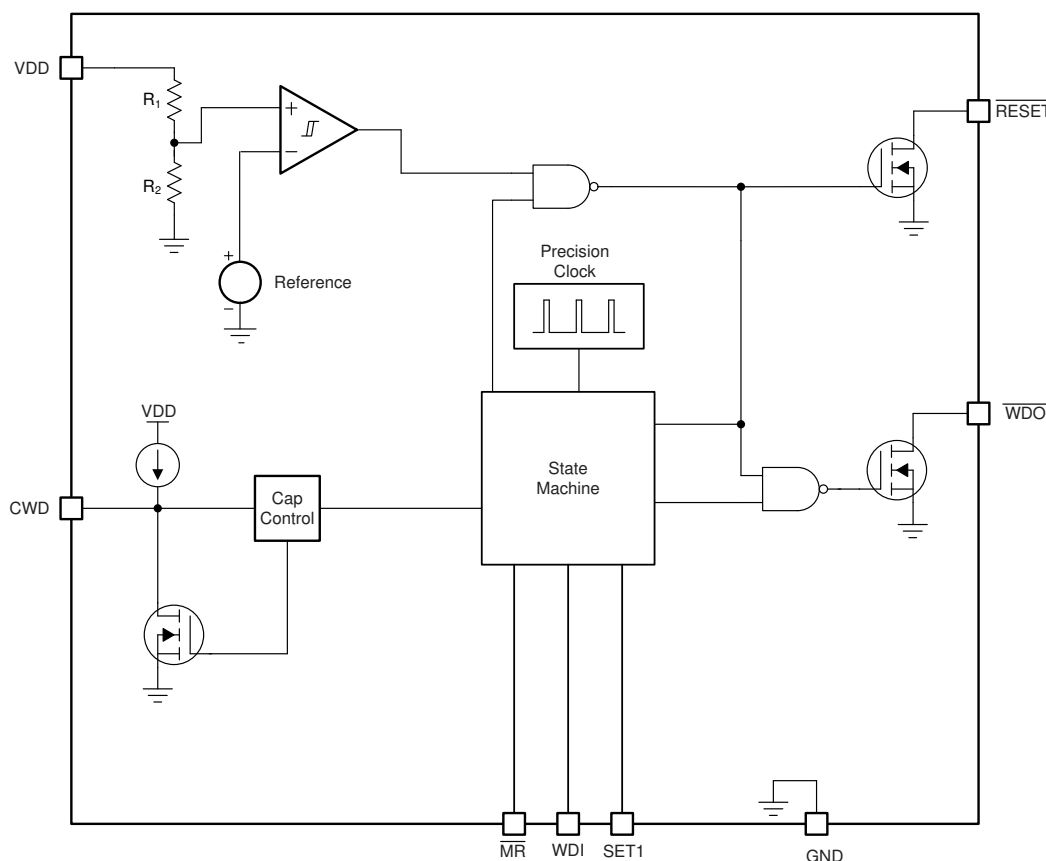 VDD
R1
R2
+
−
+
−
Reference
RESET
Precision
Clock
VDD
CWD
Cap
Control
State
Machine
WDO
MR
WDI
SET1
GND